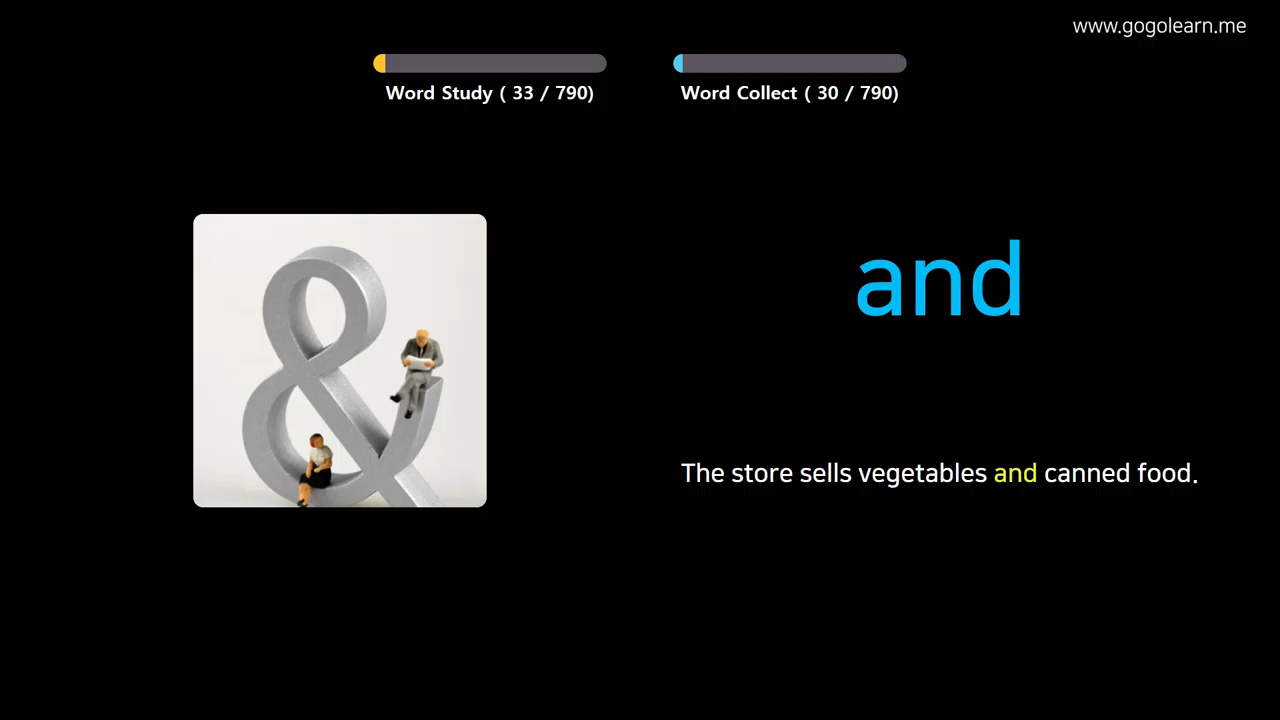 www.gogolearn.me
Word Study ( 33 / 790)
Word Collect ( 30 / 790)
&
and
The store sells vegetables and canned food.